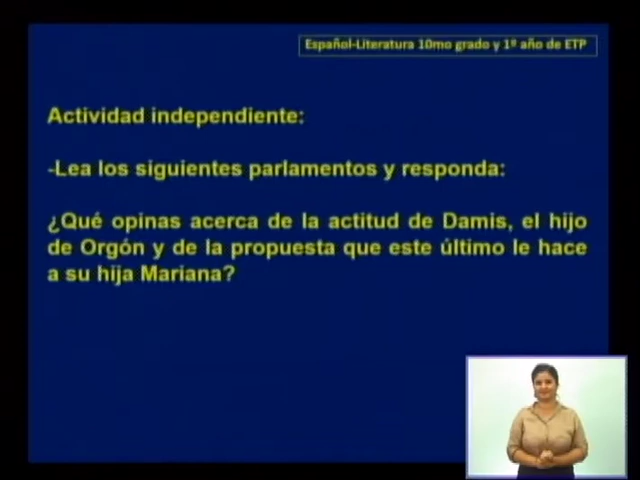 Español-Literatura 10mo grado y 1º año de ETP
Actividad independiente:
-Lea los siguientes parlamentos y responda:
¿Qué opinas acerca de la actitud de Damis, el hijo
de Orgón y de la propuesta que este último le hace
a su hija Mariana?